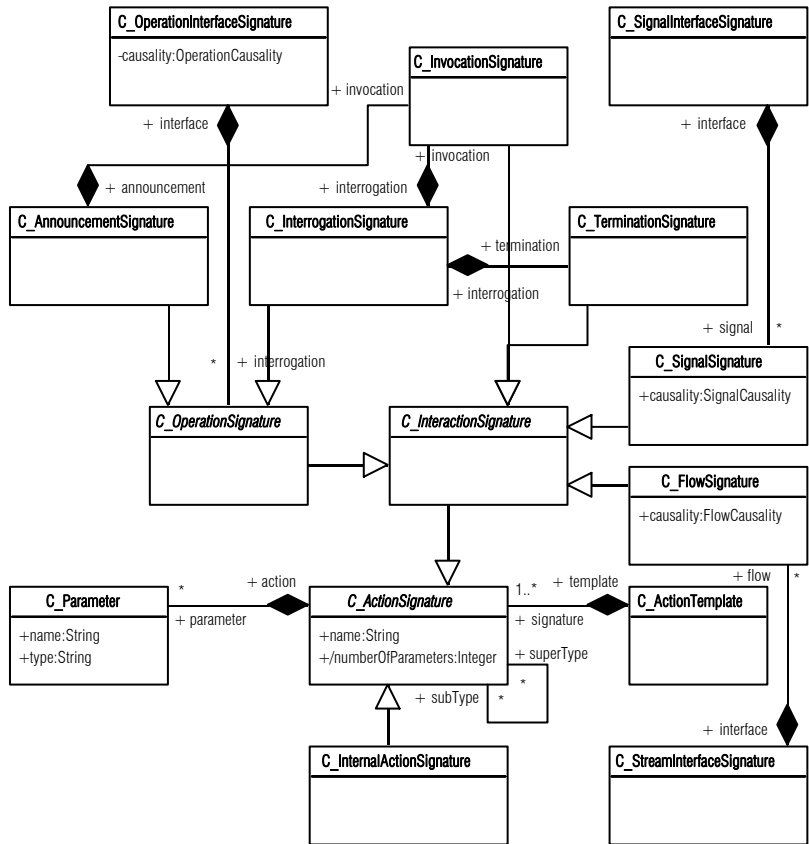 C_OperationInterfaceSignature
-causality:OperationCausality
C_InvocationSignature
C_SignalInterfaceSignature
+ invocation
+ interface
+ interface
+ invocation
+ announcement
+ interrogation
C_AnnouncementSignature
C_InterrogationSignature
C_TerminationSignature
+ termination
+ interrogation
+ signal
*
* + interrogation
C_SignalSignature
+causality:SignalCausality
C_OperationSignature
C_InteractionSignature
C_FlowSignature
+causality:FlowCausality
+ flow
*
C_Parameter
+name:String
+type:String
*
+ parameter
+ action
C_ActionSignature
+name:String
+/numberOfParameters:Integer
1..*
+ template
+ signature
C_ActionTemplate
+ superType
*
+ subType
*
+ interface
C_InternalActionSignature
C_StreamInterfaceSignature